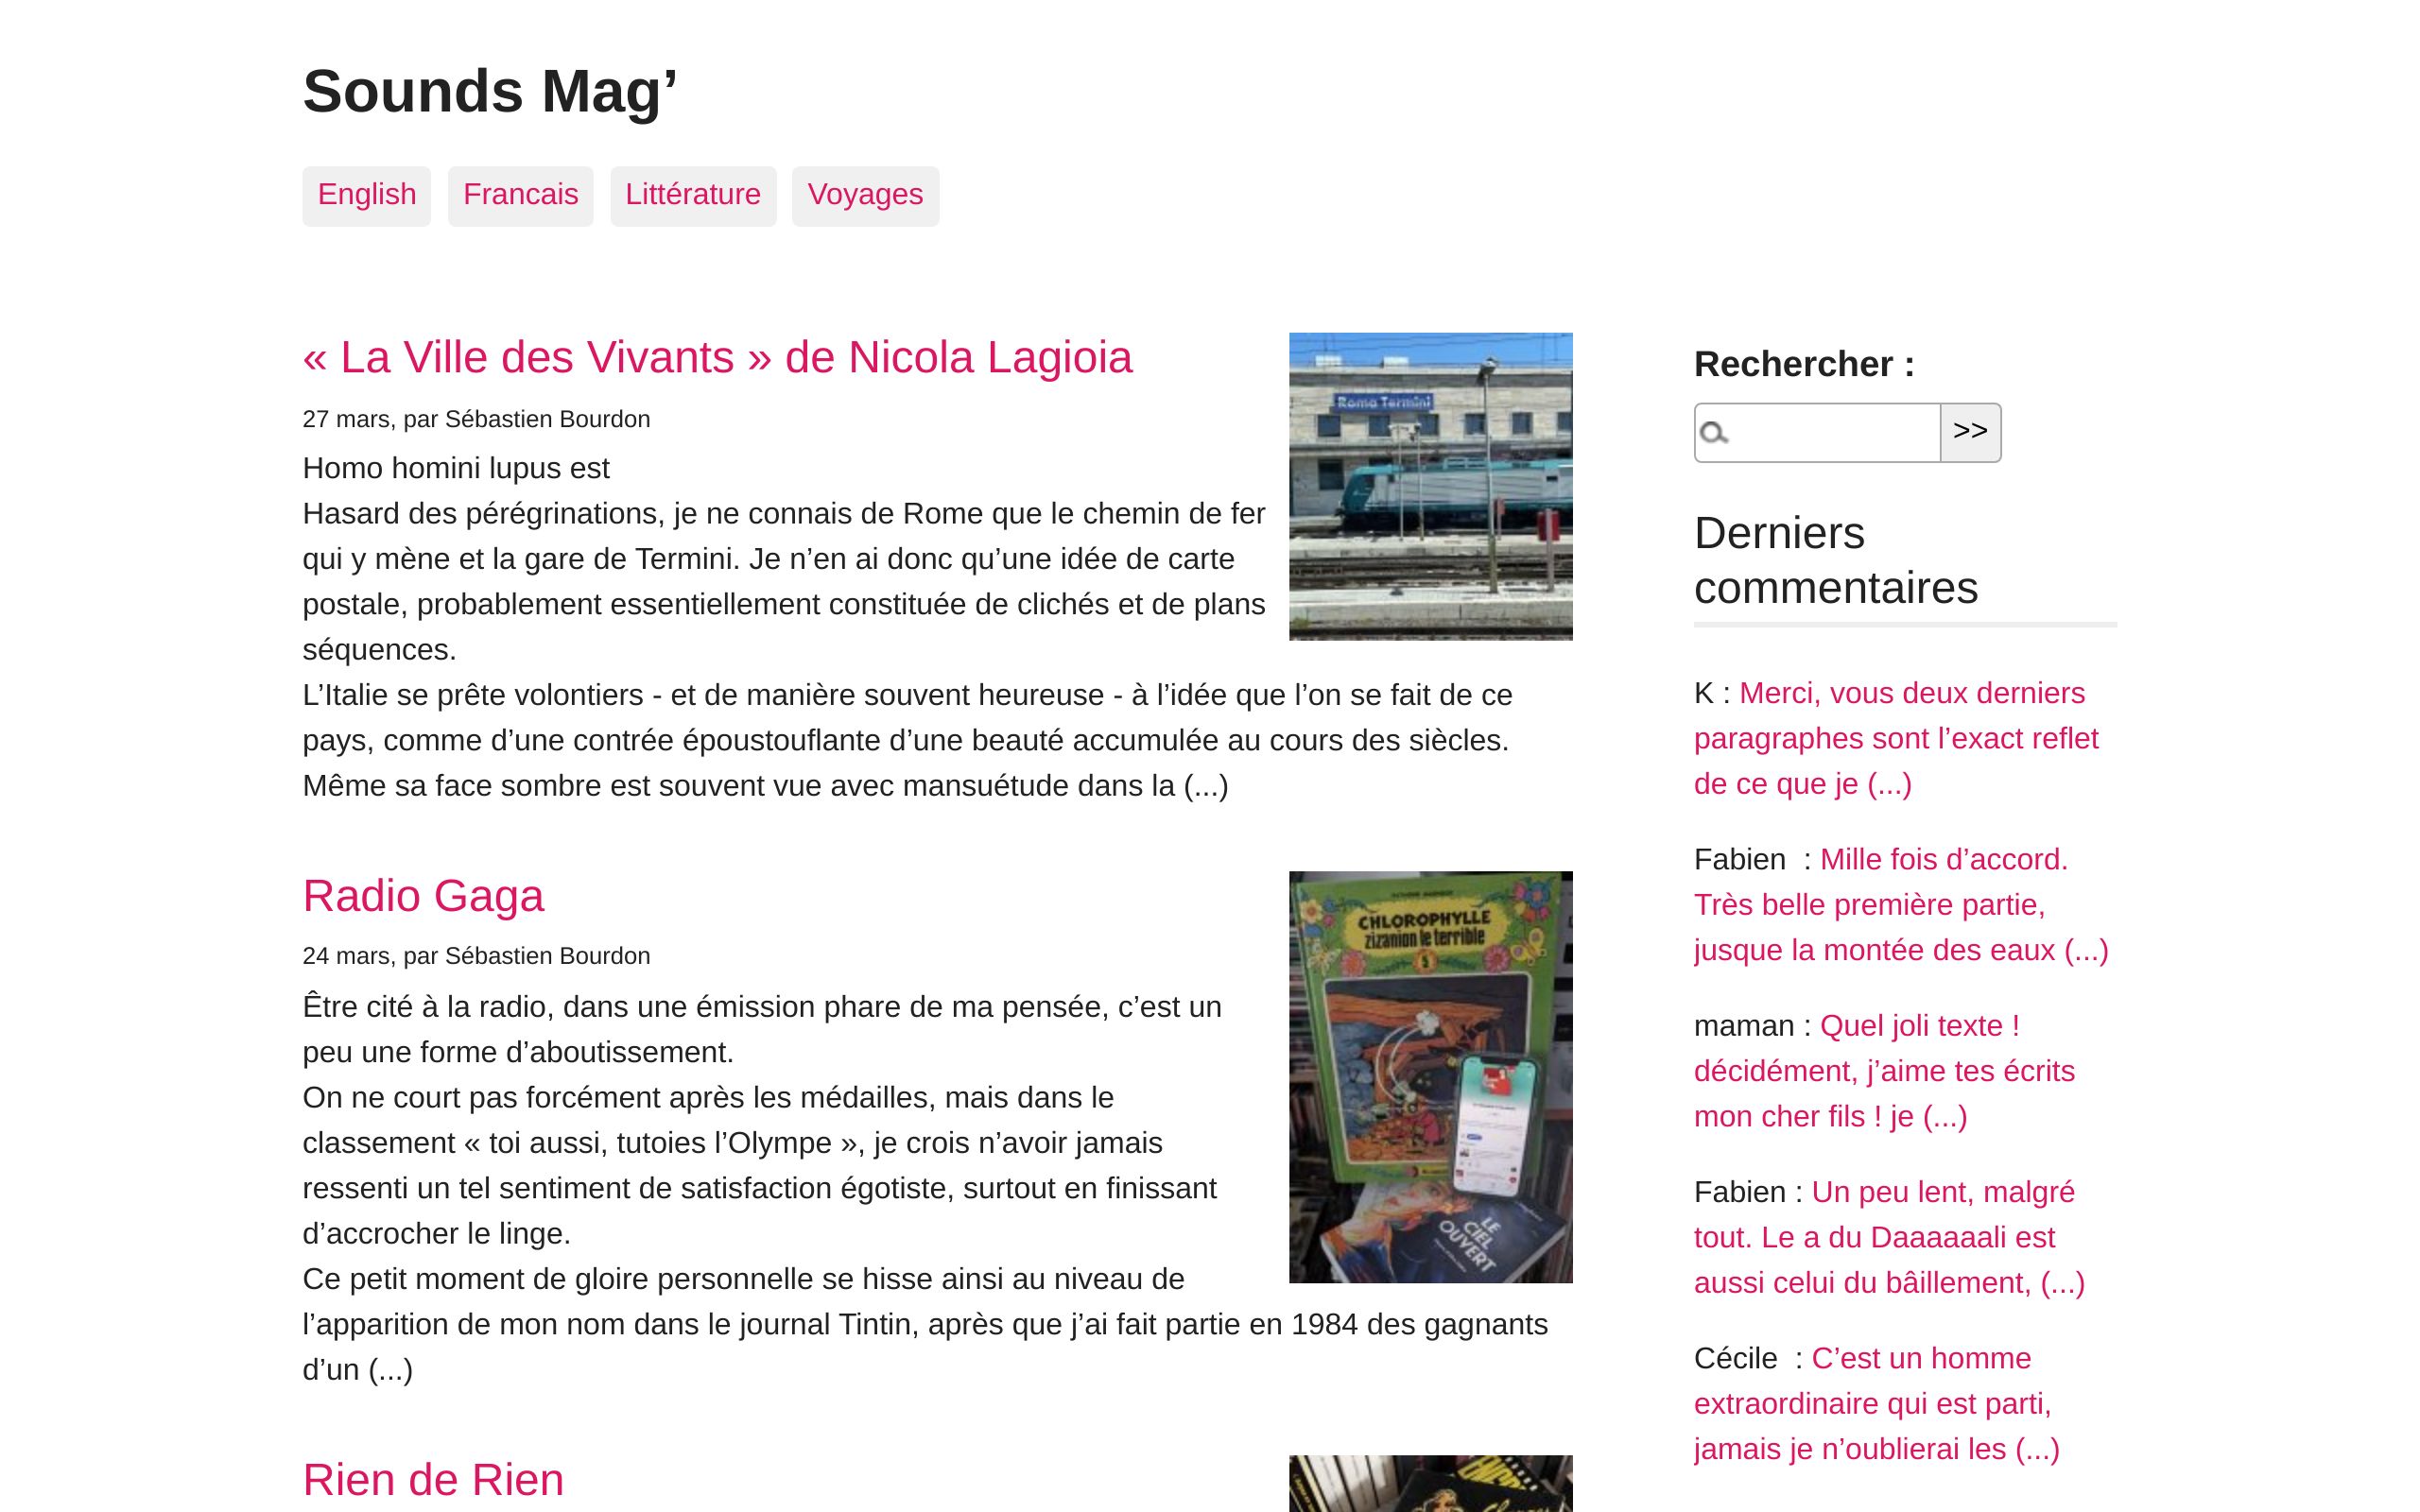 Sounds Mag’
English Francais Littérature Voyages
« La Ville des Vivants » de Nicola Lagioia
27 mars, par Sébastien Bourdon
Homo homini lupus est
Hasard des pérégrinations, je ne connais de Rome que le chemin de fer
qui y mène et la gare de Termini. Je n’en ai donc qu’une idée de carte
postale, probablement essentiellement constituée de clichés et de plans
séquences.
L’Italie se prête volontiers - et de manière souvent heureuse - à l’idée que l’on se fait de ce
pays, comme d’une contrée époustouflante d’une beauté accumulée au cours des siècles.
Même sa face sombre est souvent vue avec mansuétude dans la (...)
Roma Termini
Radio Gaga
24 mars, par Sébastien Bourdon
Être cité à la radio, dans une émission phare de ma pensée, c’est un
peu une forme d’aboutissement.
On ne court pas forcément après les médailles, mais dans le
classement « toi aussi, tutoies l’Olympe », je crois n’avoir jamais
ressenti un tel sentiment de satisfaction égotiste, surtout en finissant
d’accrocher le linge.
Ce petit moment de gloire personnelle se hisse ainsi au niveau de
l’apparition de mon nom dans le journal Tintin, après que j’ai fait partie en 1984 des gagnants
d’un (...)
CHLOROPHYLLE
zizanion le terrible
5
LE
CIEL
OUVERT
Rien de Rien
Rechercher :
>>
Derniers
commentaires
K : Merci, vous deux derniers
paragraphes sont l’exact reflet
de ce que je (...)
Fabien  : Mille fois d’accord.
Très belle première partie,
jusque la montée des eaux (...)
maman : Quel joli texte !
décidément, j’aime tes écrits
mon cher fils ! je (...)
Fabien : Un peu lent, malgré
tout. Le a du Daaaaaali est
aussi celui du bâillement, (...)
Cécile  : C’est un homme
extraordinaire qui est parti,
jamais je n’oublierai les (...)